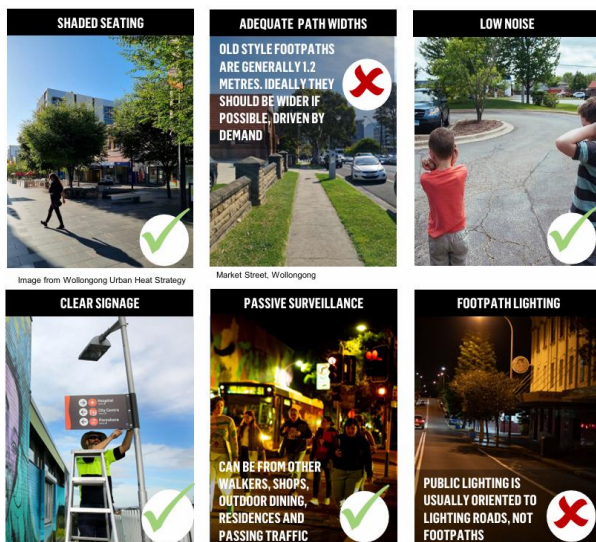 SHADED SEATING
ADEQUATE PATH WIDTHS
OLD STYLE FOOTPATHS
ARE GENERALLY 1.2
METRES. IDEALLY THEY
SHOULD BE WIDER IF
POSSIBLE, DRIVEN BY
DEMAND
LOW NOISE
Image from Wollongong Urban Heat Strategy
Market Street, Wollongong
CLEAR SIGNAGE
Hospital
City Centre
Foreshore
PASSIVE SURVEILLANCE
CAN BE FROM OTHER
WALKERS, SHOPS,
OUTDOOR DINING,
RESIDENCES AND
PASSING TRAFFIC
FOOTPATH LIGHTING
PUBLIC LIGHTING IS
USUALLY ORIENTED TO
LIGHTING ROADS, NOT
FOOTPATHS